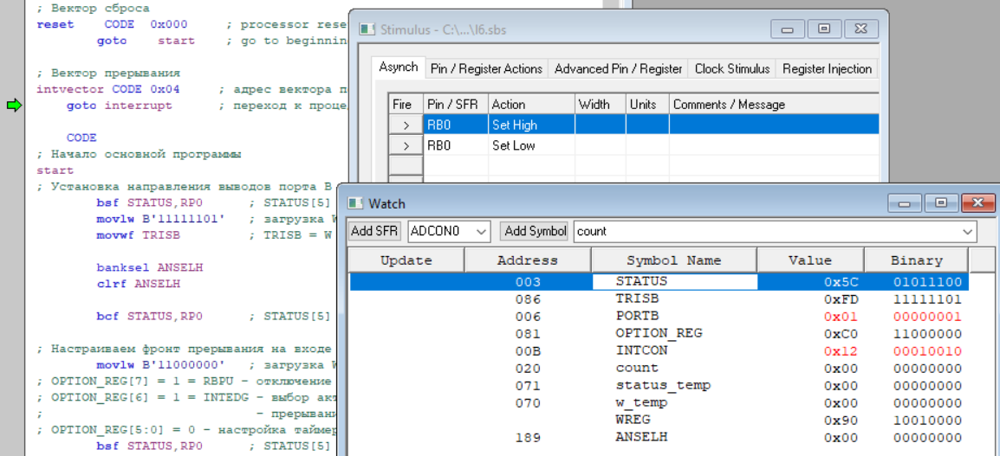 ; Вектор сброса
reset    CODE  0x000     ; processor rese
goto    start    ; go to beginnin
; Вектор прерывания
intvector CODE 0x04    ; адрес вектора п
goto interrupt    ; переход к проце
CODE
; Начало основной программы
start
; Установка направления выводов порта В
bsf STATUS,RP0    ; STATUS[5]
movlw B'11111101'   ; загрузка W
movwf TRISB    ; TRISB = W
banksel ANSELH
clrf ANSELH
bcf STATUS,RP0    ; STATUS[5]
; Настраиваем фронт прерывания на входе
movlw B'11000000'   ; загрузка W
; OPTION_REG[7] = 1 = RBPU - отключение
; OPTION_REG[6] = 1 = INTEDG - выбор акт
;    - прерывани
; OPTION_REG[5:0] = 0 - настройка таймер
bsf STATUS,RP0    ; STATUS[5]
Stimulus - C:\...\l6.sbs
Asynch Pin / Register Actions Advanced Pin / Register Clock Stimulus Register Injection
Fire Pin / SFR Action Width Units Comments / Message
> RB0 Set High
> RB0 Set Low
Watch
Add SFR ADCON0 Add Symbol count
Update Address Symbol Name Value Binary
003 STATUS 0x5C 01011100
086 TRISB 0xFD 11111101
006 PORTB 0x01 00000001
081 OPTION_REG 0xC0 11000000
00B INTCON 0x12 00010010
020 count 0x00 00000000
071 status_temp 0x00 00000000
070 w_temp 0x00 00000000
WREG 0x90 10010000
189 ANSELH 0x00 00000000